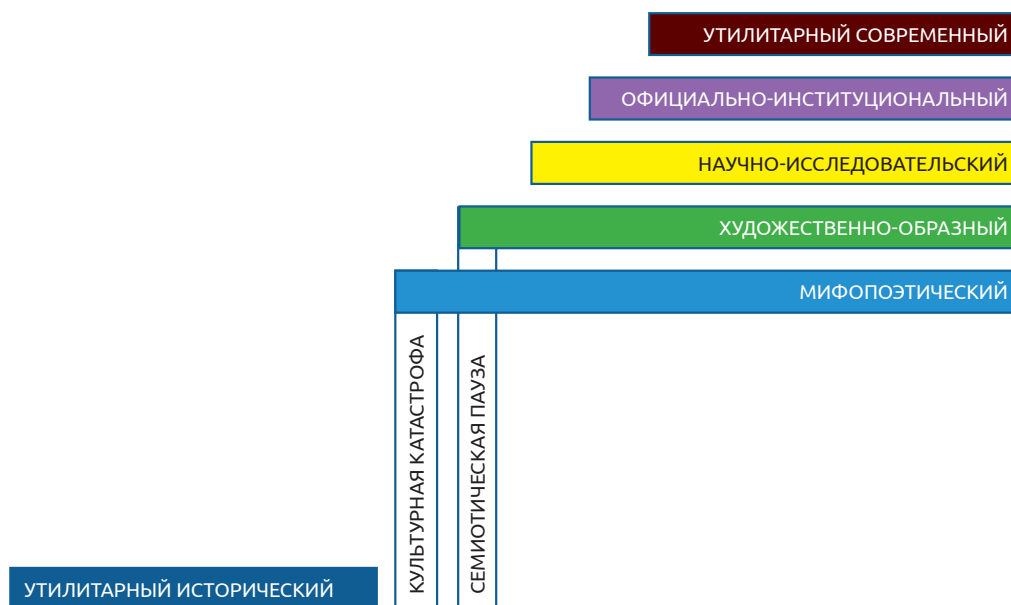 УТИЛИТАРНЫЙ СОВРЕМЕННЫЙ
ОФИЦИАЛЬНО-ИНСТИТУЦИОНАЛЬНЫЙ
НАУЧНО-ИССЛЕДОВАТЕЛЬСКИЙ
ХУДОЖЕСТВЕННО-ОБРАЗНЫЙ
МИФОПОЭТИЧЕСКИЙ
КУЛЬТУРНАЯ КАТАСТРОФА
СЕМИОТИЧЕСКАЯ ПАУЗА
УТИЛИТАРНЫЙ ИСТОРИЧЕСКИЙ